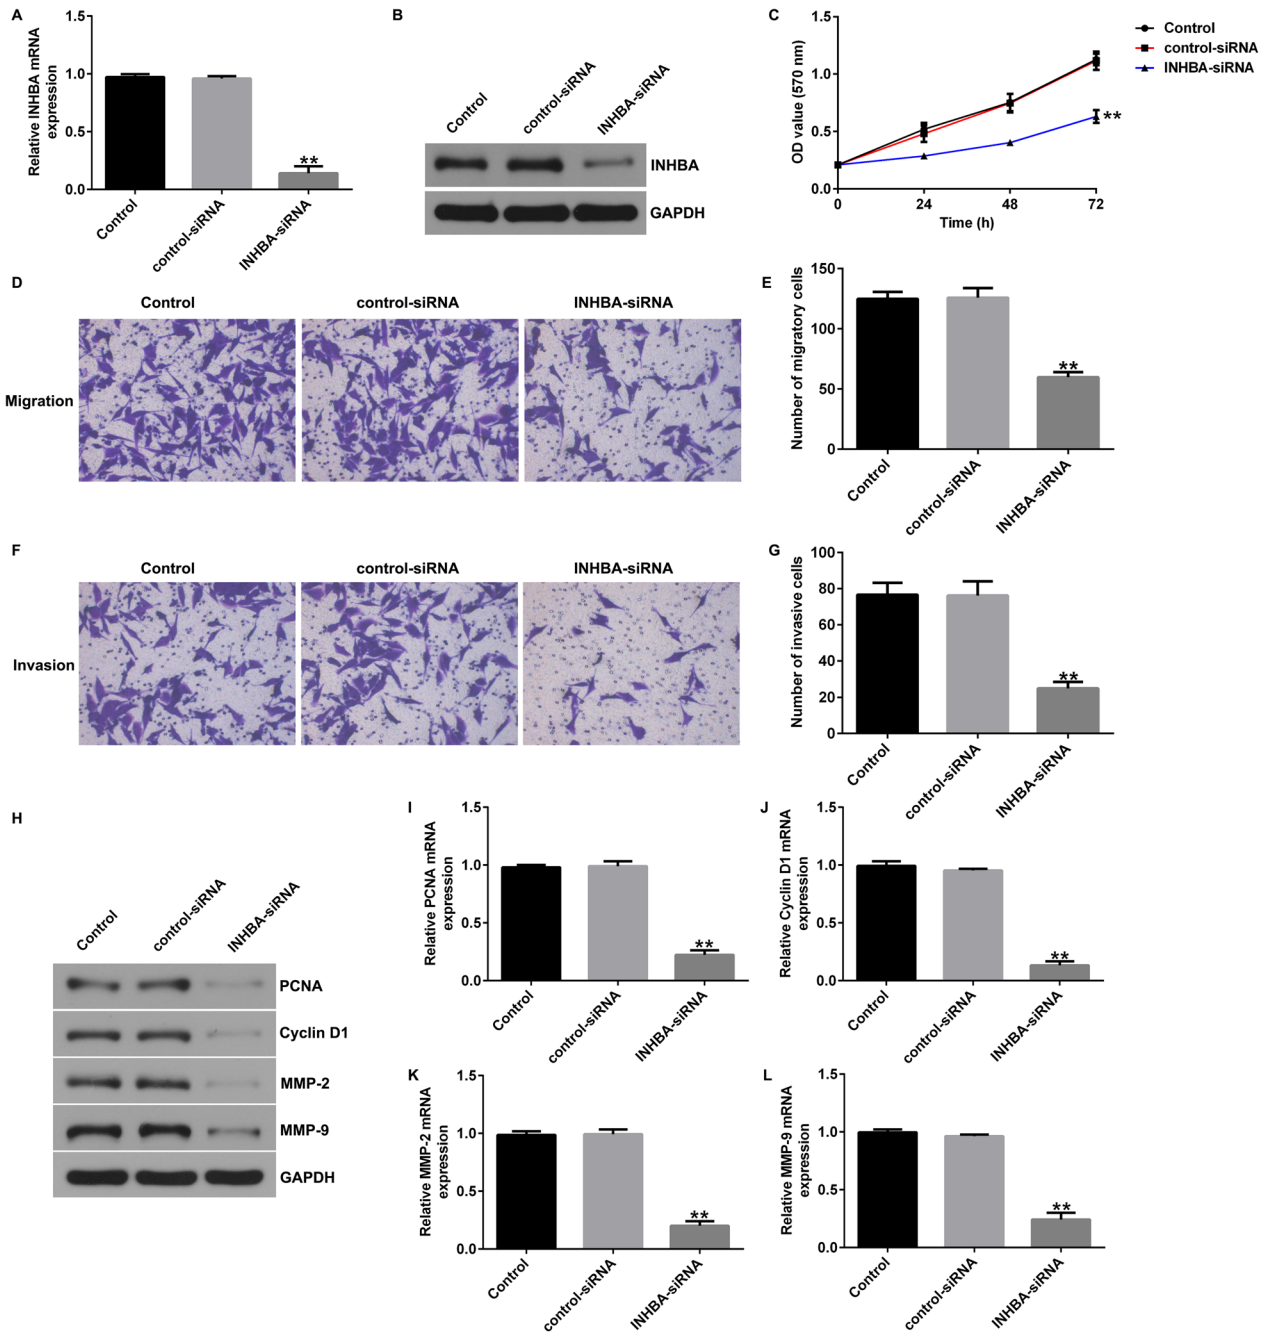 A
Relative INHBA mRNA
expression
1.5
1.0
0.5
0.0
**
Control
control-siRNA
INHBA-siRNA
B
Control
control-siRNA
INHBA-siRNA
INHBA
GAPDH
C
OD value (570 nm)
1.5
1.0
0.5
0.0
0
24
48
72
Time (h)
**
Control
control-siRNA
INHBA-siRNA
D
Control
control-siRNA
INHBA-siRNA
Migration
E
Number of migratory cells
150
100
50
0
**
Control
control-siRNA
INHBA-siRNA
F
Control
control-siRNA
INHBA-siRNA
Invasion
G
Number of invasive cells
100
80
60
40
20
0
**
Control
control-siRNA
INHBA-siRNA
H
Control
control-siRNA
INHBA-siRNA
PCNA
Cyclin D1
MMP-2
MMP-9
GAPDH
I
Relative PCNA mRNA
expression
1.5
1.0
0.5
0.0
**
Control
control-siRNA
INHBA-siRNA
J
Relative Cyclin D1 mRNA
expression
1.5
1.0
0.5
0.0
**
Control
control-siRNA
INHBA-siRNA
K
Relative MMP-2 mRNA
expression
1.5
1.0
0.5
0.0
**
Control
control-siRNA
INHBA-siRNA
L
Relative MMP-9 mRNA
expression
1.5
1.0
0.5
0.0
**
Control
control-siRNA
INHBA-siRNA